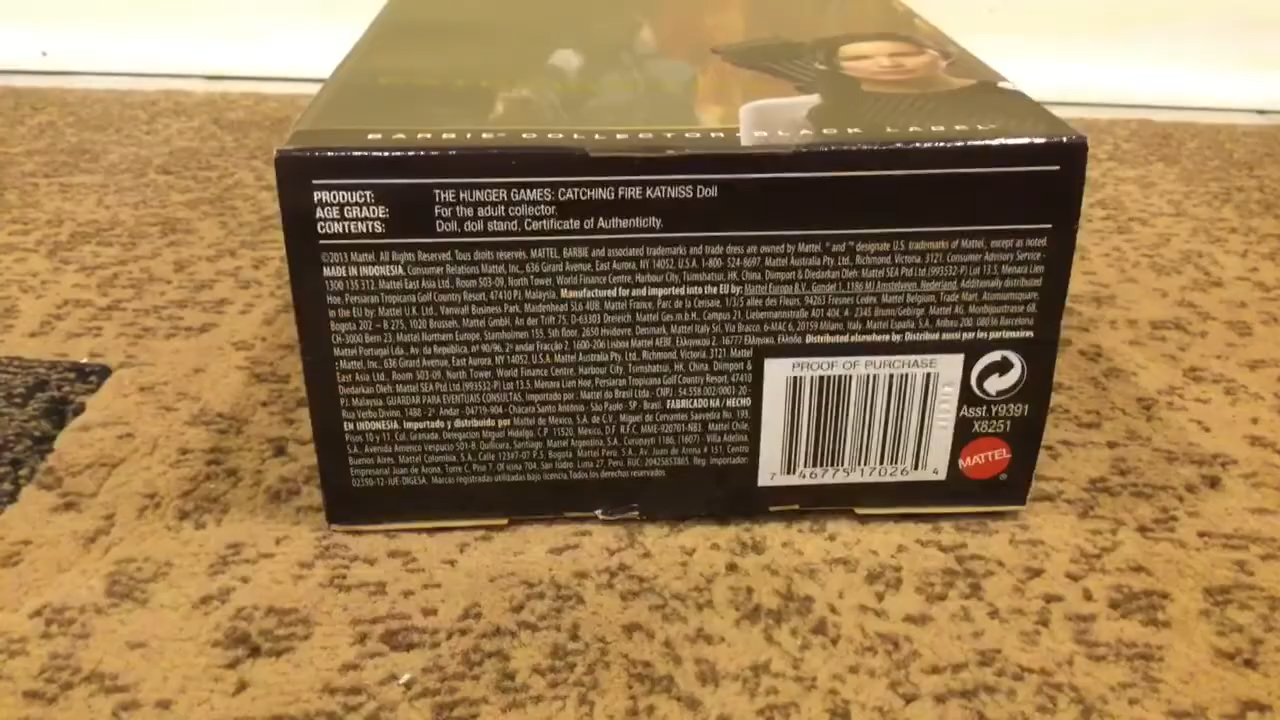 BARBIE® COLLECTOR BLACK LABEL™
PRODUCT: THE HUNGER GAMES: CATCHING FIRE KATNISS Doll
AGE GRADE: For the adult collector.
CONTENTS: Doll, doll stand, Certificate of Authenticity.
©2013 Mattel. All Rights Reserved. Tous droits réservés. MATTEL, BARBIE and associated trademarks and trade dress are owned by Mattel. ® and ™ designate U.S. trademarks of Mattel, except as noted.
MADE IN INDONESIA. Consumer Relations Mattel, Inc., 636 Girard Avenue, East Aurora, NY 14052, U.S.A. 1-800-524-8697. Mattel Australia Pty. Ltd., Richmond, Victoria. 3121. Consumer Advisory Service -
1300 135 312. Mattel East Asia Ltd., Room 503-09, North Tower, World Finance Centre, Harbour City, Tsimshatsui, HK, China. Diimport & Diedarkan Oleh: Mattel SEA Ptd Ltd.(993532-P) Lot 13.5, Menara Lien
Hoe, Persiaran Tropicana Golf Country Resort, 47410 PJ. Malaysia. Manufactured for and imported into the EU by: Mattel Europa B.V., Gondel 1, 1186 MJ Amstelveen, Nederland. Additionally distributed
in the EU by: Mattel U.K. Ltd., Vanwall Business Park, Maidenhead SL6 4UB. Mattel France, Parc de la Cerisaie, 1/3/5 allée des Fleurs, 94263 Fresnes Cedex. Mattel Belgium, Trade Mart, Atomiumsquare,
Bogota 202 – B 275, 1020 Brussels. Mattel GmbH, An der Trift 75, D-63303 Dreieich. Mattel Ges.m.b.H., Campus 21, Liebermannstraße A01 404, A- 2345 Brunn/Gebirge. Mattel AG, Monbijoustrasse 68,
CH-3000 Bern 23. Mattel Northern Europe, Stamholmen 155, 5th floor, 2650 Hvidovre, Denmark. Mattel Italy Srl, Via Bracco, 6-MAC 6, 20159 Milano, Italy. Mattel España, S.A., Aribau 200. 08036 Barcelona.
Mattel Portugal Lda., Av. da República, nº 90/96, 2º andar Fracção 2, 1600-206 Lisboa Mattel AEBE, Ελληνικού 2, 16777 Ελληνικό, Ελλάδα. Distributed elsewhere by: Distribué aussi par les partenaires
: Mattel, Inc., 636 Girard Avenue, East Aurora, NY 14052, U.S.A. Mattel Australia Pty. Ltd., Richmond, Victoria. 3121. Mattel
East Asia Ltd., Room 503-09, North Tower, World Finance Centre, Harbour City, Tsimshatsui, HK, China. Diimport &
Diedarkan Oleh: Mattel SEA Ptd Ltd.(993532-P) Lot 13.5, Menara Lien Hoe, Persiaran Tropicana Golf Country Resort, 47410
PJ. Malaysia. GUARDAR PARA EVENTUAIS CONSULTAS. Importado por : Mattel do Brasil Ltda.- CNPJ : 54.558.002/0001-20 -
Rua Verbo Divino, 1488 - 2º. Andar - 04719-904 - Chácara Santo Antônio - São Paulo - SP - Brasil. FABRICADO NA / HECHO
EN INDONESIA. Importado y distribuido por Mattel de México, S.A. de C.V., Miguel de Cervantes Saavedra No. 193,
Pisos 10 y 11, Col. Granada, Delegación Miguel Hidalgo, C.P. 11520, México, D.F. R.F.C. MME-920701-NB3. Mattel Chile,
S.A., Avenida Américo Vespucio 501-B, Quilicura, Santiago. Mattel Argentina, S.A., Curupaytí 1186, (1607) - Villa Adelina,
Buenos Aires. Mattel Colombia, S.A., Calle 123#7-07 P.5, Bogotá. Mattel Perú, S.A., Av. Juan de Arona # 151, Centro
Empresarial Juan de Arona, Torre C, Piso 7, Oficina 704, San Isidro, Lima 27, Perú. RUC: 20425853865. Reg. Importador:
02350-12-JUE-DIGESA. Marcas registradas utilizadas bajo licencia.Todos los derechos reservados.
PROOF OF PURCHASE
7 46775 17026 4
Asst.Y9391
X8251
MATTEL®